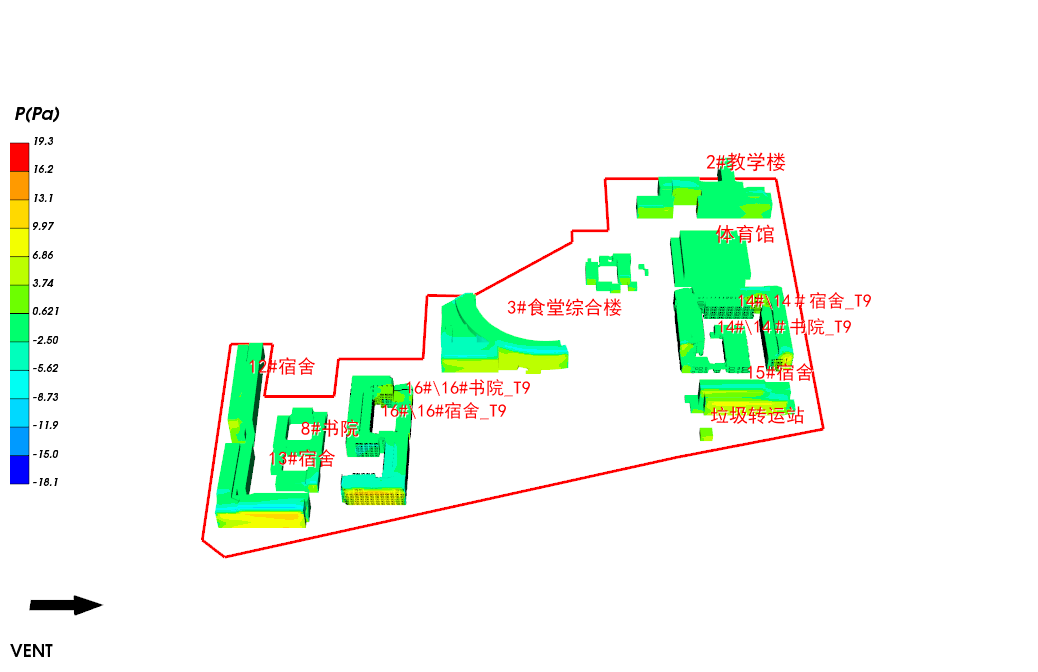 P(Pa)
19.3
16.2
13.1
9.97
6.86
3.74
0.621
-2.50
-5.62
-8.73
-11.9
-15.0
-18.1
2#教学楼
体育馆
14#\14#宿舍_T9
3#食堂综合楼
14#\14#书院_T9
12#宿舍
15#宿舍
16#\16#书院_T9
16#\16#宿舍_T9
垃圾转运站
8#书院
13#宿舍
VENT